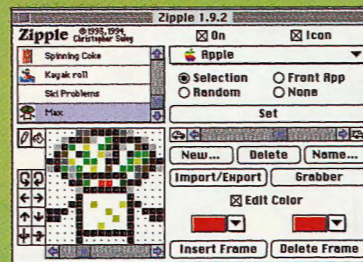 Zipple 1.9.2
Zipple ©1993,1994, Christopher Suley
On
Icon
Spinning Coke
Kayak roll
Ski Problems
Max
Apple
Selection
Front App
Random
None
Set
New...
Delete
Name...
Import/Export
Grabber
Edit Color
Insert Frame
Delete Frame